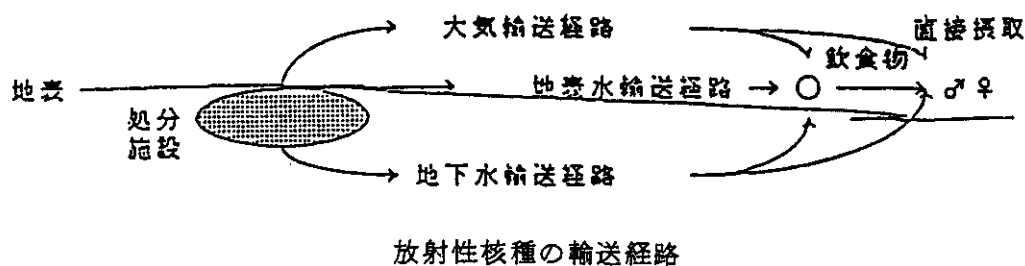 大気輸送経路
直接摂取
飲食物
地表
地表水輸送経路
♂ ♀
処分
施設
地下水輸送経路
放射性核種の輸送経路